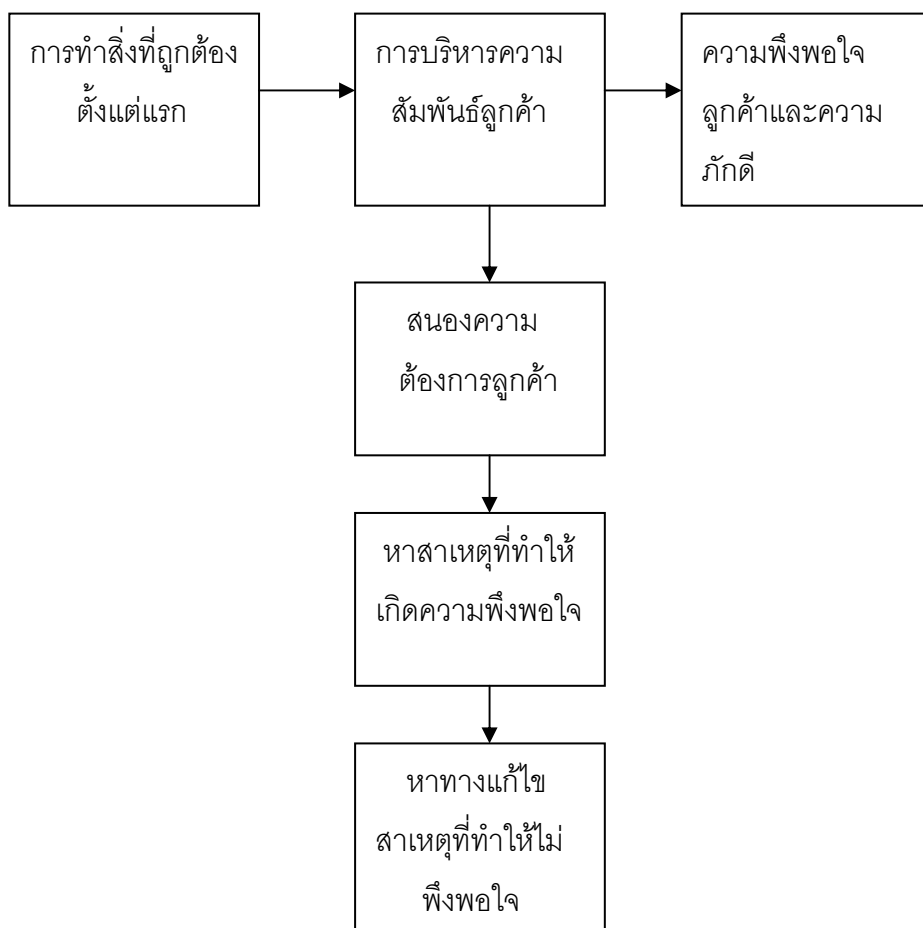 การทำสิ่งที่ถูกต้อง
ตั้งแต่แรก
การบริหารความ
สัมพันธ์ลูกค้า
ความพึงพอใจ
ลูกค้าและความ
ภักดี
สนองความ
ต้องการลูกค้า
หาสาเหตุที่ทำให้
เกิดความพึงพอใจ
หาทางแก้ไข
สาเหตุที่ทำให้ไม่
พึงพอใจ